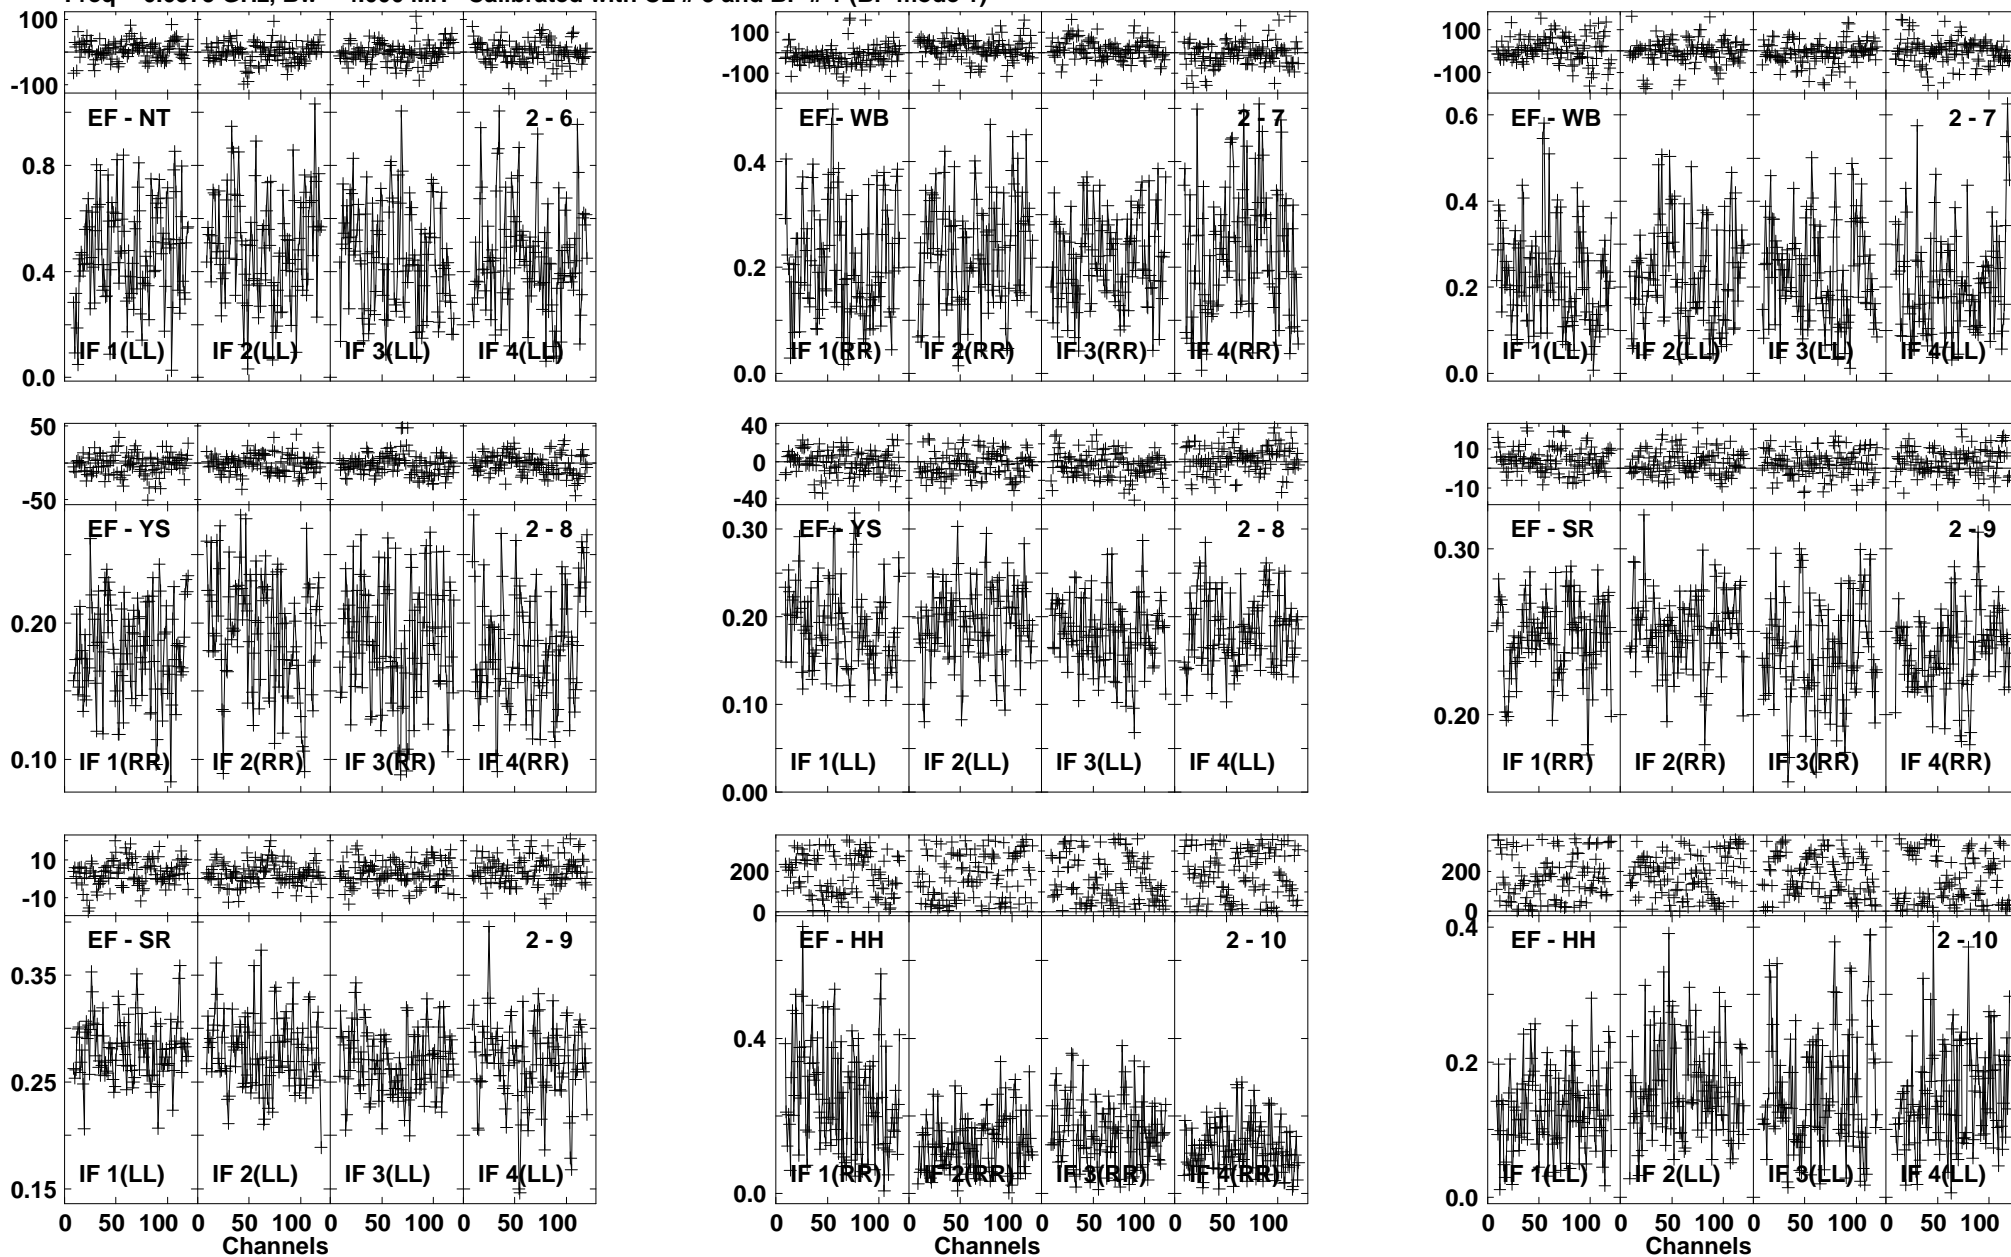 100 100 100
-100 -100 -100
EF - NT 2 - 6 EF - WB 2 - 7 EF - WB 2 - 7
0.8 0.4 0.2 0.0
0.4 0.6 0.4 0.2 0.0
0.0
IF 1(LL) IF 2(LL) IF 3(LL) IF 4(LL) IF 1(RR) IF 2(RR) IF 3(RR) IF 4(RR) IF 1(LL) IF 2(LL) IF 3(LL) IF 4(LL)
50 40 10
0
-50 -40 -10
EF - YS 2 - 8 EF - YS 2 - 8 EF - SR 2 - 9
0.20 0.30 0.30
0.10 0.20 0.20
0.10
0.00
IF 1(RR) IF 2(RR) IF 3(RR) IF 4(RR) IF 1(LL) IF 2(LL) IF 3(LL) IF 4(LL) IF 1(RR) IF 2(RR) IF 3(RR) IF 4(RR)
10 200 200
-10 0 0
EF - SR 2 - 9 EF - HH 2 - 10 EF - HH 2 - 10
0.35 0.4 0.4
0.25 0.0 0.2
0.15 0.0
IF 1(LL) IF 2(LL) IF 3(LL) IF 4(LL) IF 1(RR) IF 2(RR) IF 3(RR) IF 4(RR) IF 1(LL) IF 2(LL) IF 3(LL) IF 4(LL)
0 50 100 0 50 100 0 50 100 0 50 100 0 50 100 0 50 100 0 50 100 0 50 100 0 50 100 0 50 100 0 50 100 0 50 100
Channels Channels Channels